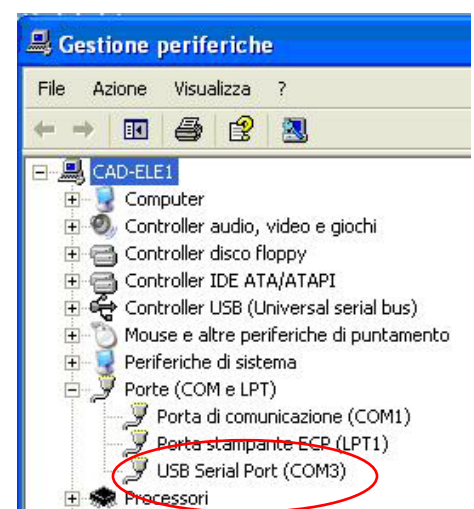 Gestione periferiche
File Azione Visualizza ?
CAD-ELE1
Computer
Controller audio, video e giochi
Controller disco floppy
Controller IDE ATA/ATAPI
Controller USB (Universal serial bus)
Mouse e altre periferiche di puntamento
Periferiche di sistema
Porte (COM e LPT)
Porta di comunicazione (COM1)
Porta stampante ECP (LPT1)
USB Serial Port (COM3)
Processori